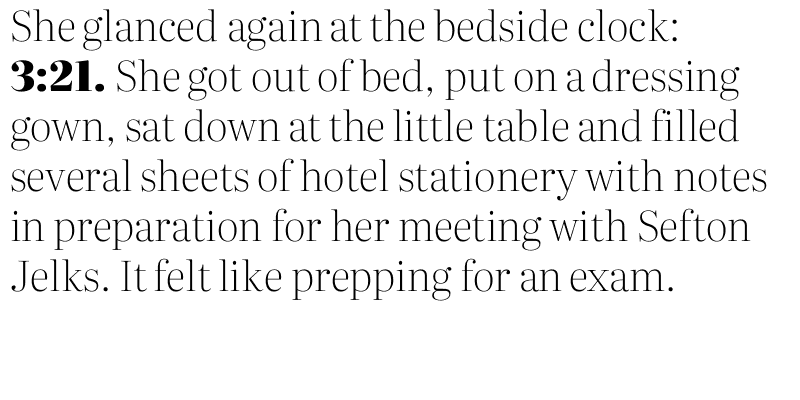 She glanced again at the bedside clock:
3:21. She got out of bed, put on a dressing
gown, sat down at the little table and filled
several sheets of hotel stationery with notes
in preparation for her meeting with Sefton
Jelks. It felt like prepping for an exam.